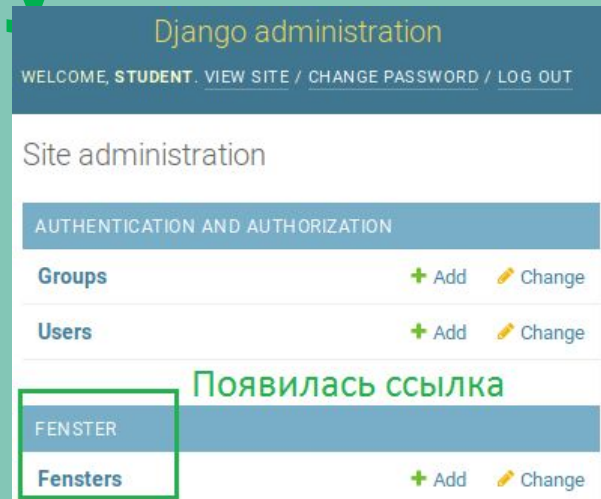 Django administration
WELCOME, STUDENT. VIEW SITE / CHANGE PASSWORD / LOG OUT
Site administration
AUTHENTICATION AND AUTHORIZATION
Groups + Add Change
Users + Add Change
Появилась ссылка
FENSTER
Fensters + Add Change